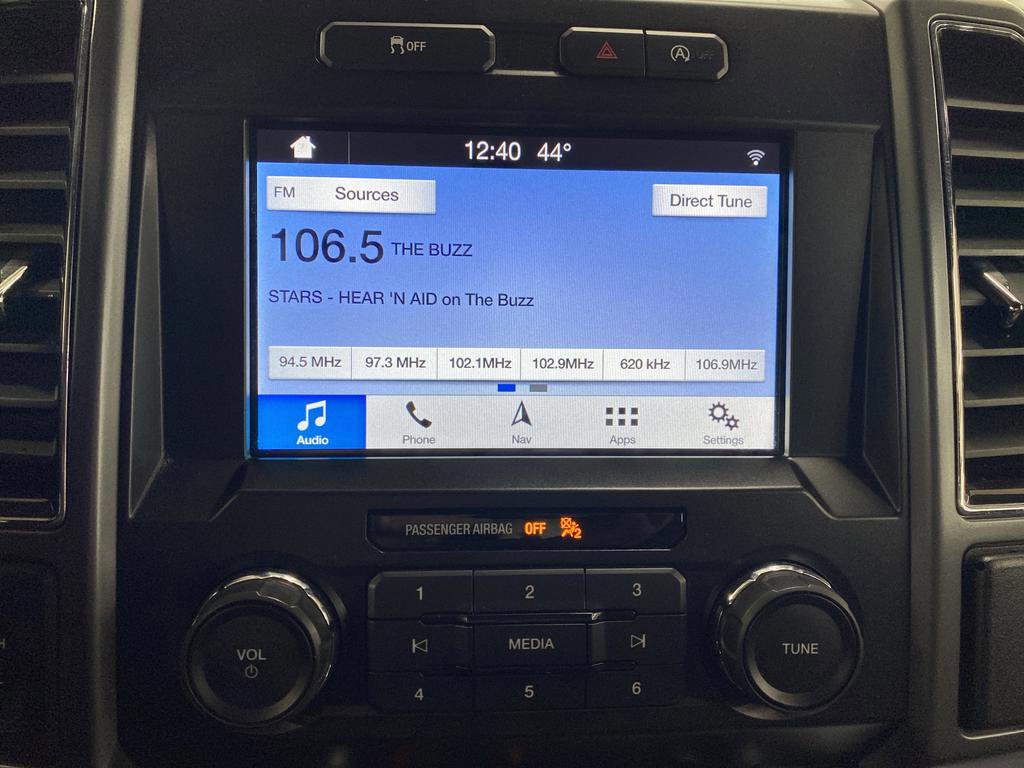 OFF
A OFF
12:40 44°
FM Sources
Direct Tune
106.5 THE BUZZ
STARS - HEAR 'N AID on The Buzz
94.5 MHz 97.3 MHz 102.1MHz 102.9MHz 620 kHz 106.9MHz
Audio Phone Nav Apps Settings
PASSENGER AIRBAG OFF 2
1 2 3
VOL MEDIA TUNE
4 5 6